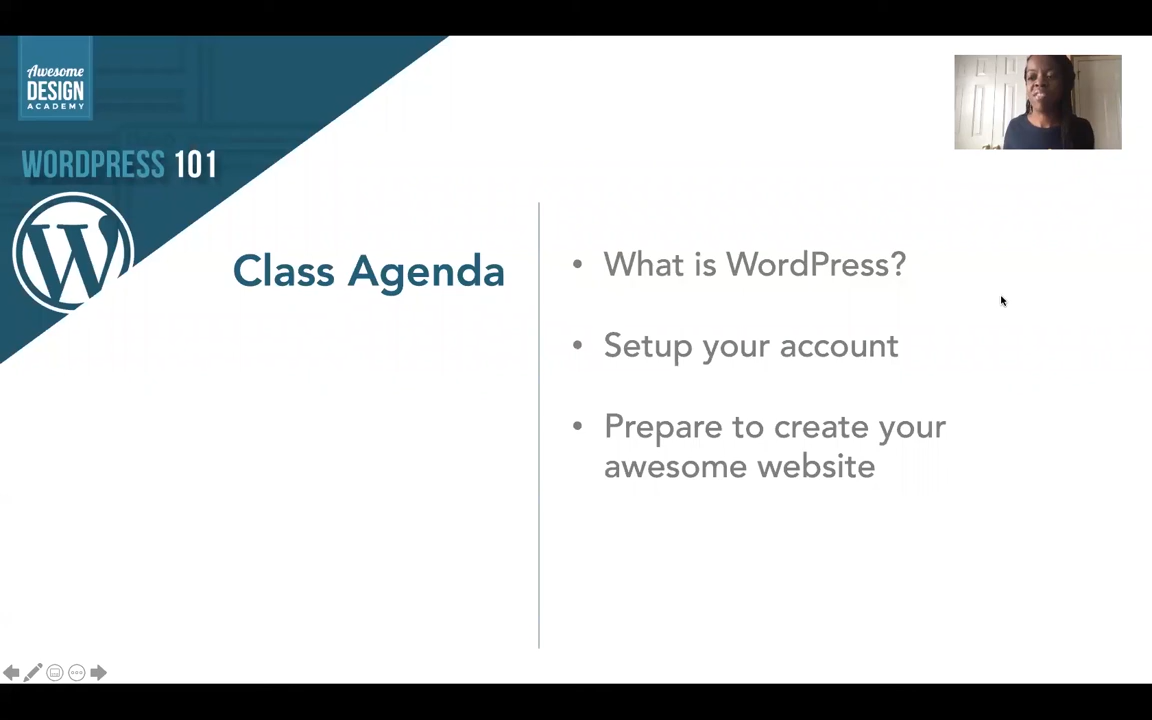 Awesome
DESIGN
ACADEMY
WORDPRESS 101
Class Agenda
• What is WordPress?
• Setup your account
• Prepare to create your
awesome website